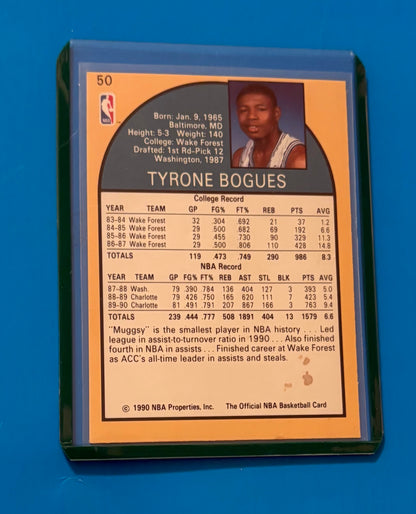 50
NBA
Born: Jan. 9, 1965
Baltimore, MD
Height: 5-3 Weight: 140
College: Wake Forest
Drafted: 1st Rd-Pick 12
Washington, 1987
TYRONE BOGUES
College Record
YEAR TEAM GP FG% FT% REB PTS AVG
83-84 Wake Forest 32 .304 .692 21 37 1.2
84-85 Wake Forest 29 .500 .682 69 192 6.6
85-86 Wake Forest 29 .455 .730 90 329 11.3
86-87 Wake Forest 29 .500 .806 110 428 14.8
TOTALS 119 .473 .749 290 986 8.3
NBA Record
YEAR TEAM GP FG% FT% REB AST STL BLK PTS AVG
87-88 Wash. 79 .390 .784 136 404 127 3 393 5.0
88-89 Charlotte 79 .426 .750 165 620 111 7 423 5.4
89-90 Charlotte 81 .491 .791 207 867 166 3 763 9.4
TOTALS 239 .444 .777 508 1891 404 13 1579 6.6
"Muggsy" is the smallest player in NBA history . . . Led
league in assist-to-turnover ratio in 1990 . . . Also finished
fourth in NBA in assists . . . Finished career at Wake Forest
as ACC's all-time leader in assists and steals.
© 1990 NBA Properties, Inc. The Official NBA Basketball Card